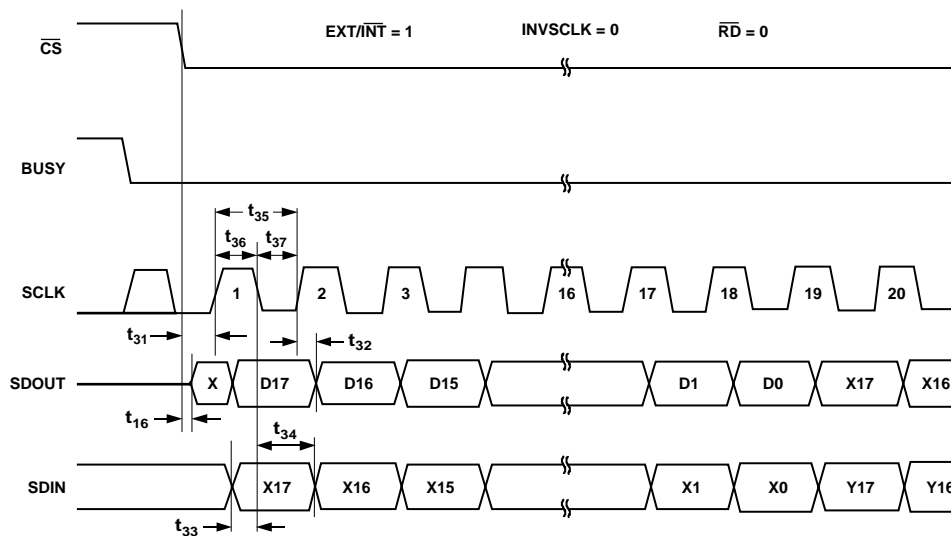 EXT/INT = 1 INVSCLK = 0 RD = 0
CS
BUSY
t35
t36 t37
SCLK 1 2 3 16 17 18 19 20
t31 t32
SDOUT X D17 D16 D15 D1 D0 X17 X16
t16 t34
SDIN X17 X16 X15 X1 X0 Y17 Y16
t33